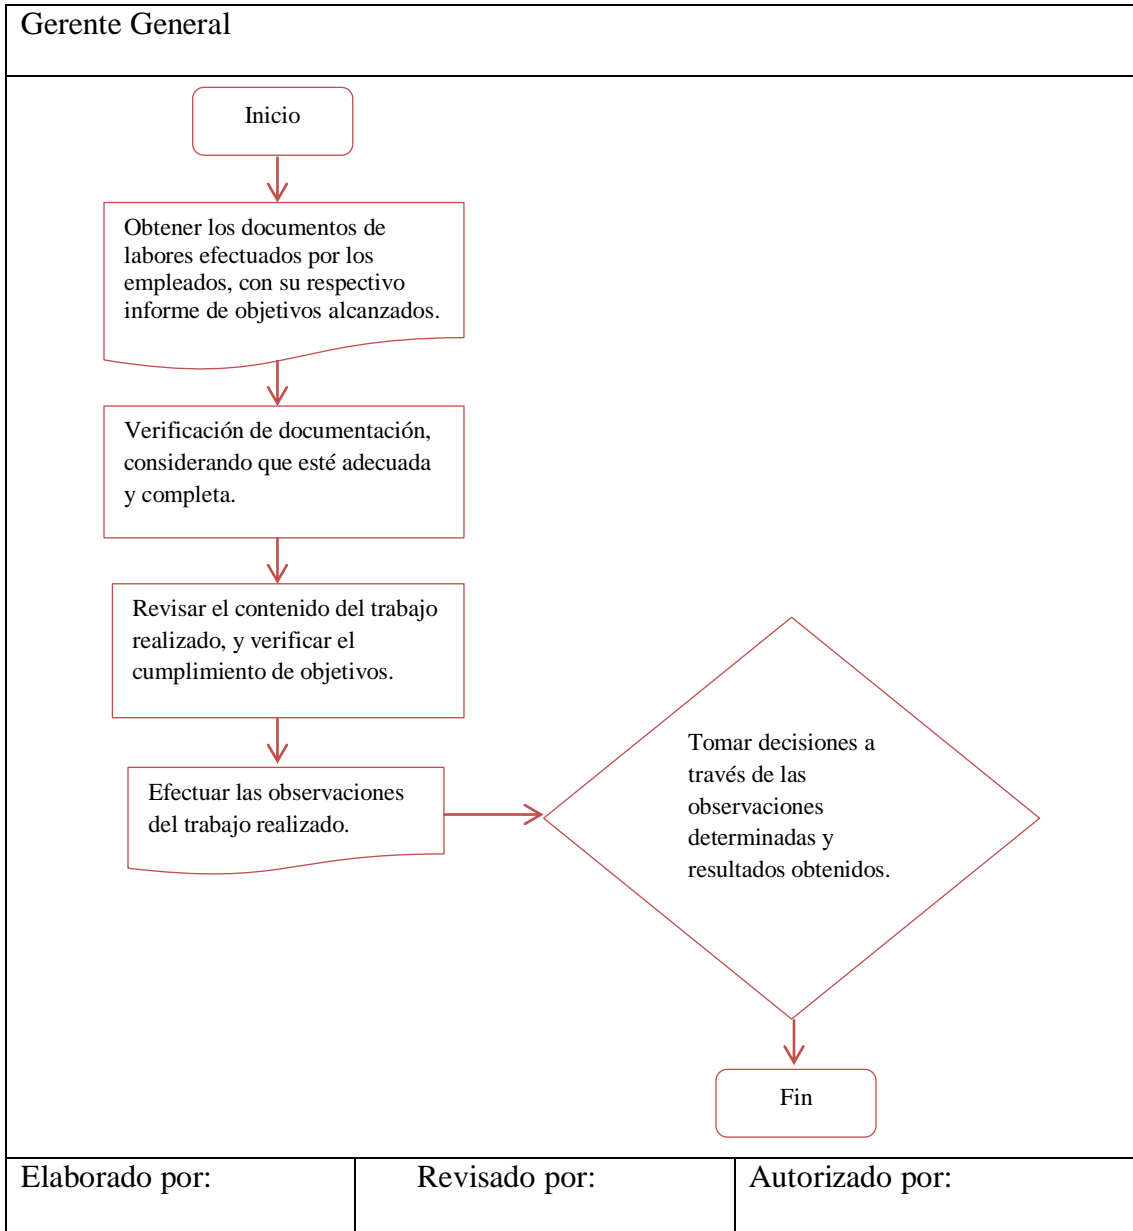 Gerente General
Inicio
Obtener los documentos de
labores efectuados por los
empleados, con su respectivo
informe de objetivos alcanzados.
Verificación de documentación,
considerando que esté adecuada
y completa.
Revisar el contenido del trabajo
realizado, y verificar el
cumplimiento de objetivos.
Efectuar las observaciones
del trabajo realizado.
Tomar decisiones a
través de las
observaciones
determinadas y
resultados obtenidos.
Fin
Elaborado por:
Revisado por:
Autorizado por: